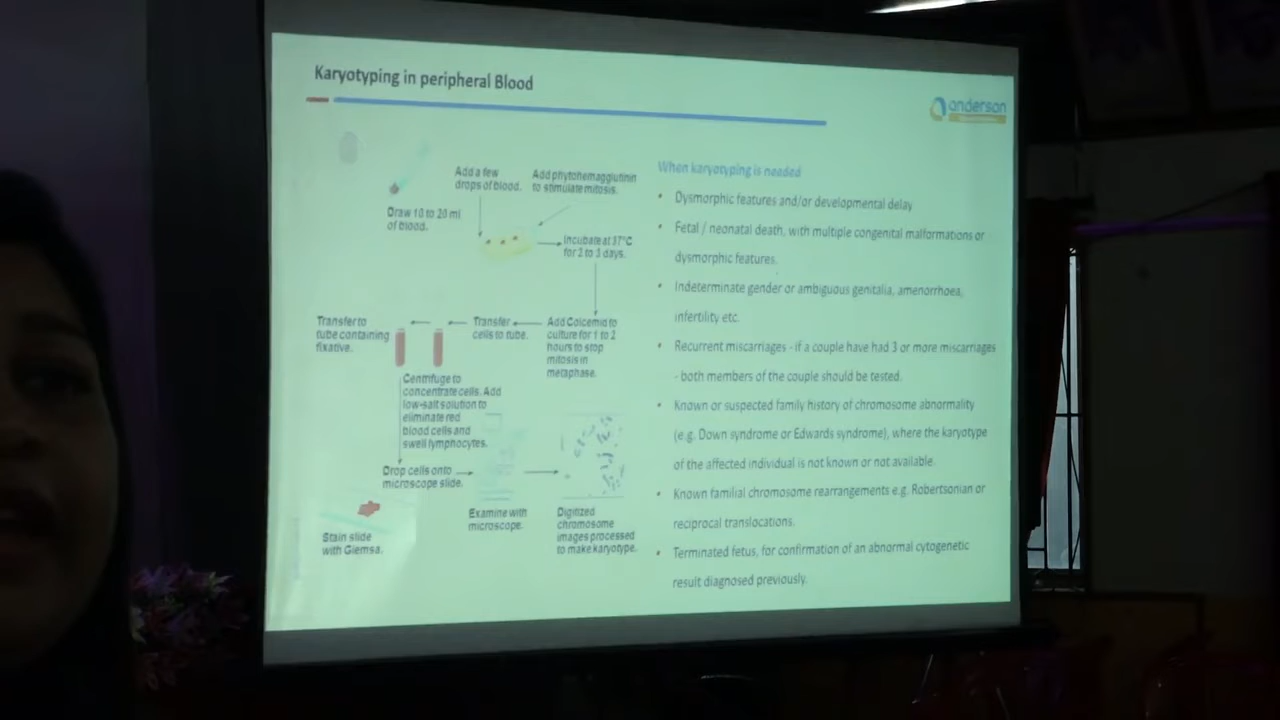 Karyotyping in peripheral Blood
anderson
Add a few
drops of blood.
Add phytohemagglutinin
to stimulate mitosis.
Draw 10 to 20 ml
of blood.
Incubate at 37°C
for 2 to 3 days.
Transfer to
tube containing
fixative.
Transfer
cells to tube.
Add Colcemid to
culture for 1 to 2
hours to stop
mitosis in
metaphase.
Centrifuge to
concentrate cells. Add
low-salt solution to
eliminate red
blood cells and
swell lymphocytes.
Drop cells onto
microscope slide.
Stain slide
with Giemsa.
Examine with
microscope.
Digitized
chromosome
images processed
to make karyotype.
When karyotyping is needed
• Dysmorphic features and/or developmental delay
• Fetal / neonatal death, with multiple congenital malformations or
dysmorphic features.
• Indeterminate gender or ambiguous genitalia, amenorrhoea,
infertility etc.
• Recurrent miscarriages - if a couple have had 3 or more miscarriages
- both members of the couple should be tested.
• Known or suspected family history of chromosome abnormality
(e.g. Down syndrome or Edwards syndrome), where the karyotype
of the affected individual is not known or not available.
• Known familial chromosome rearrangements e.g. Robertsonian or
reciprocal translocations.
• Terminated fetus, for confirmation of an abnormal cytogenetic
result diagnosed previously.